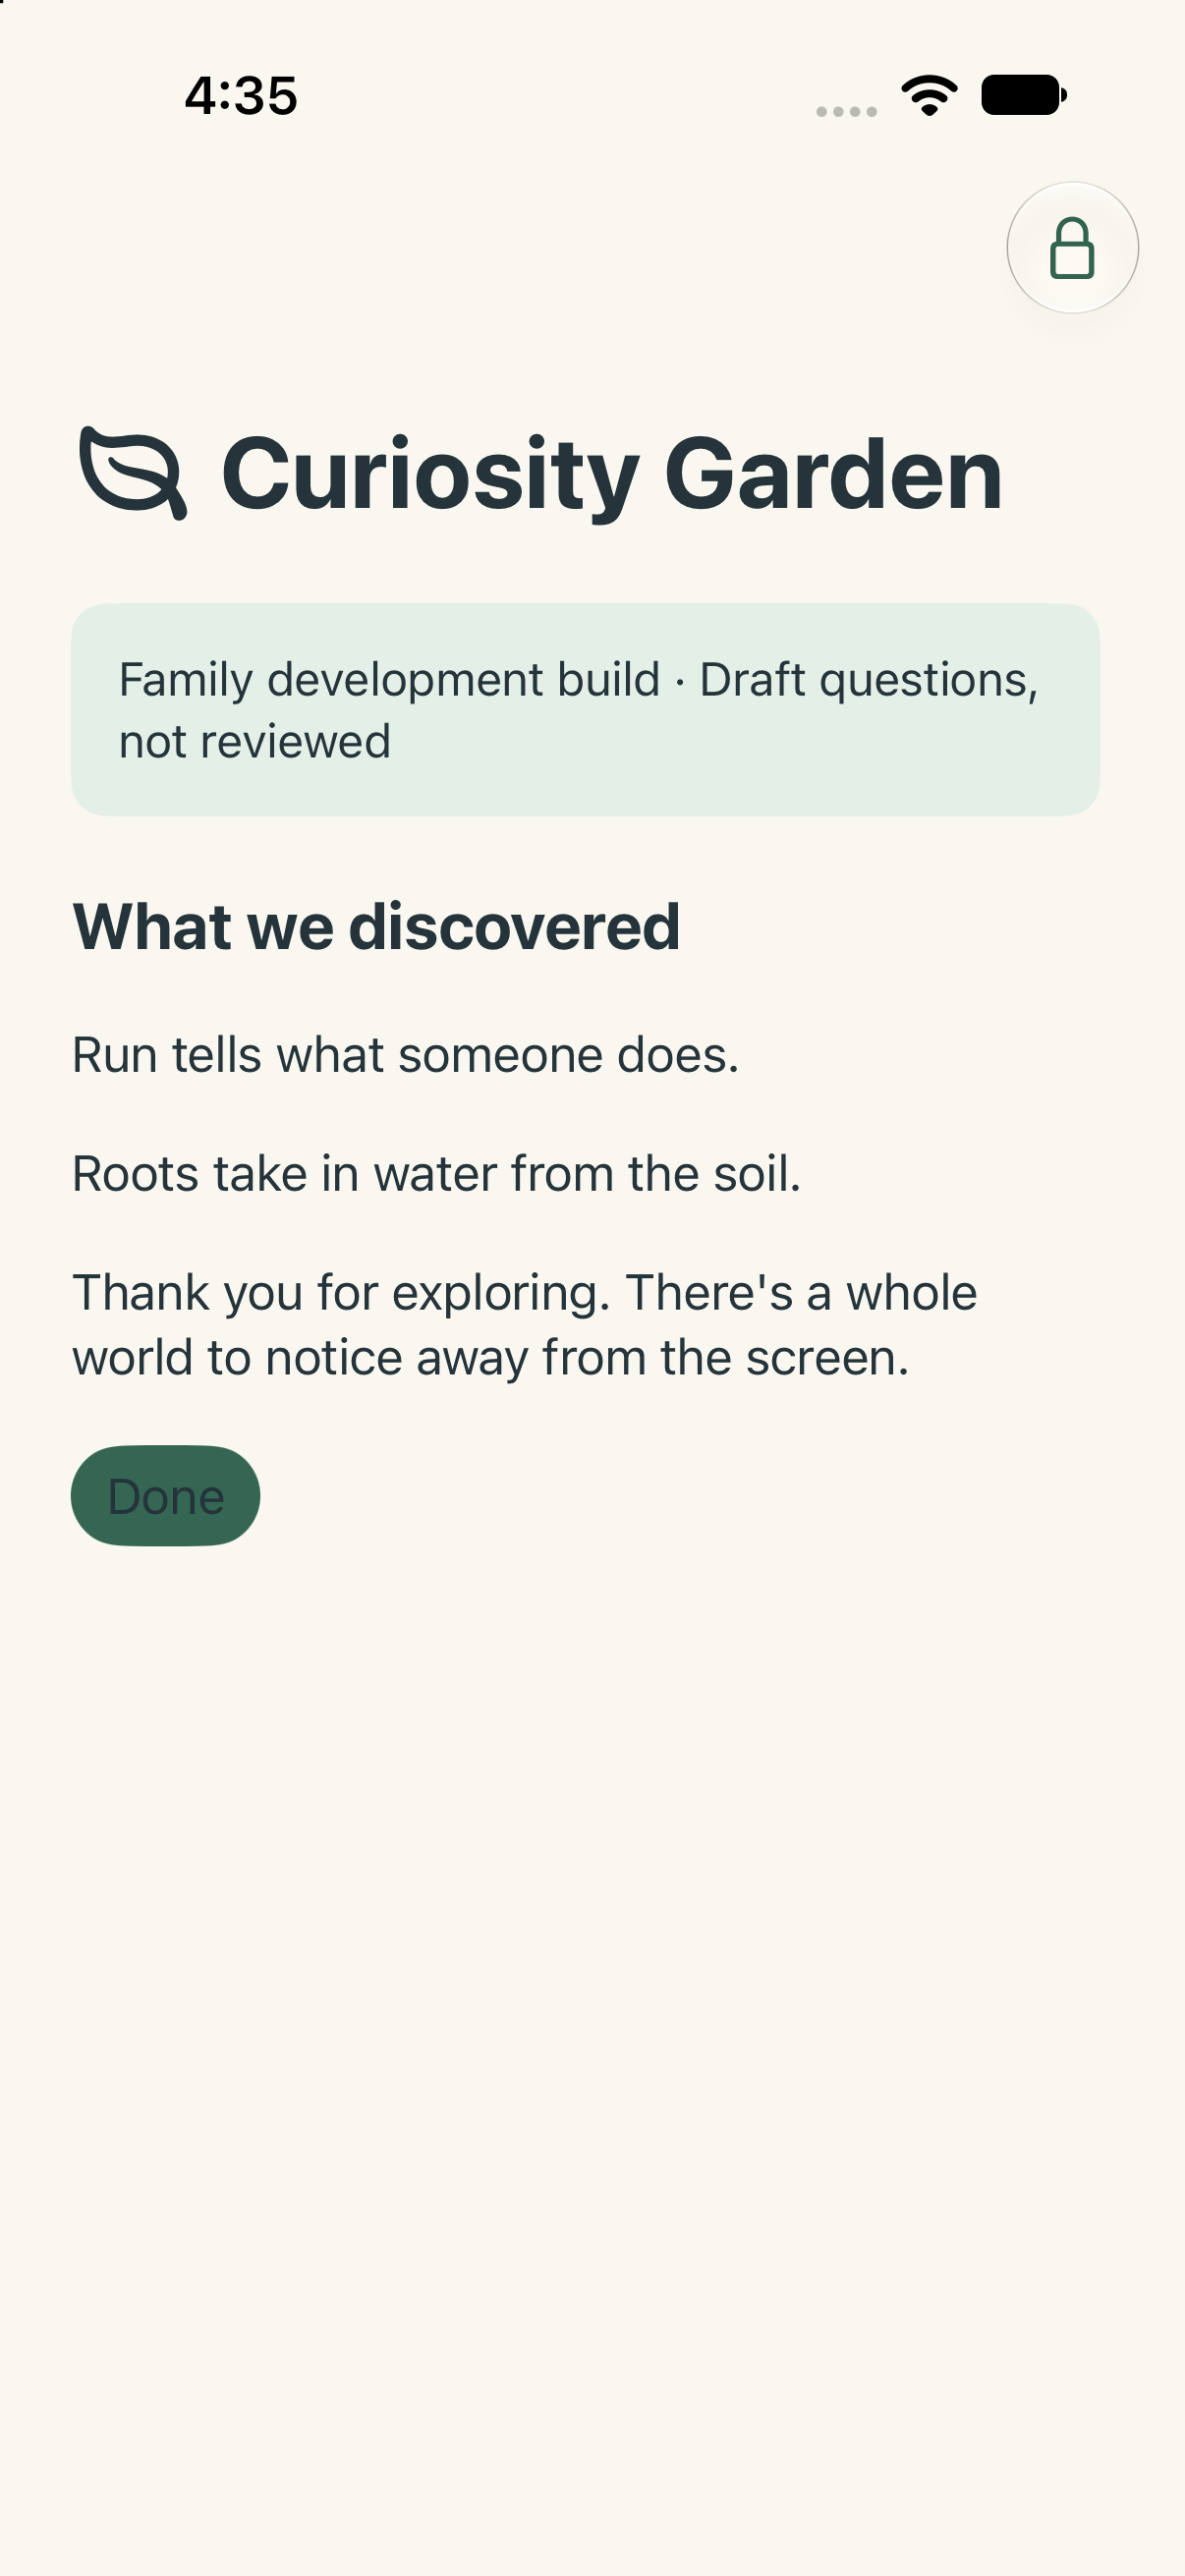 4:35
Curiosity Garden
Family development build · Draft questions,
not reviewed
What we discovered
Run tells what someone does.
Roots take in water from the soil.
Thank you for exploring. There's a whole
world to notice away from the screen.
Done